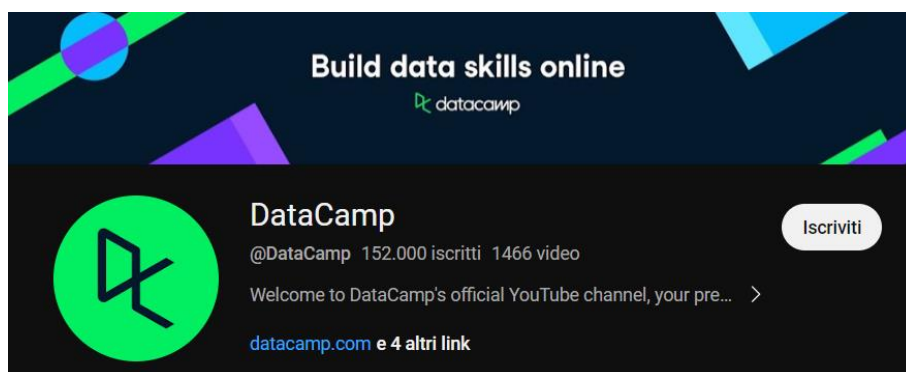 Build data skills online
datacamp
DataCamp
Iscriviti
@DataCamp 152.000 iscritti 1466 video
Welcome to DataCamp's official YouTube channel, your pre...
datacamp.com e 4 altri link